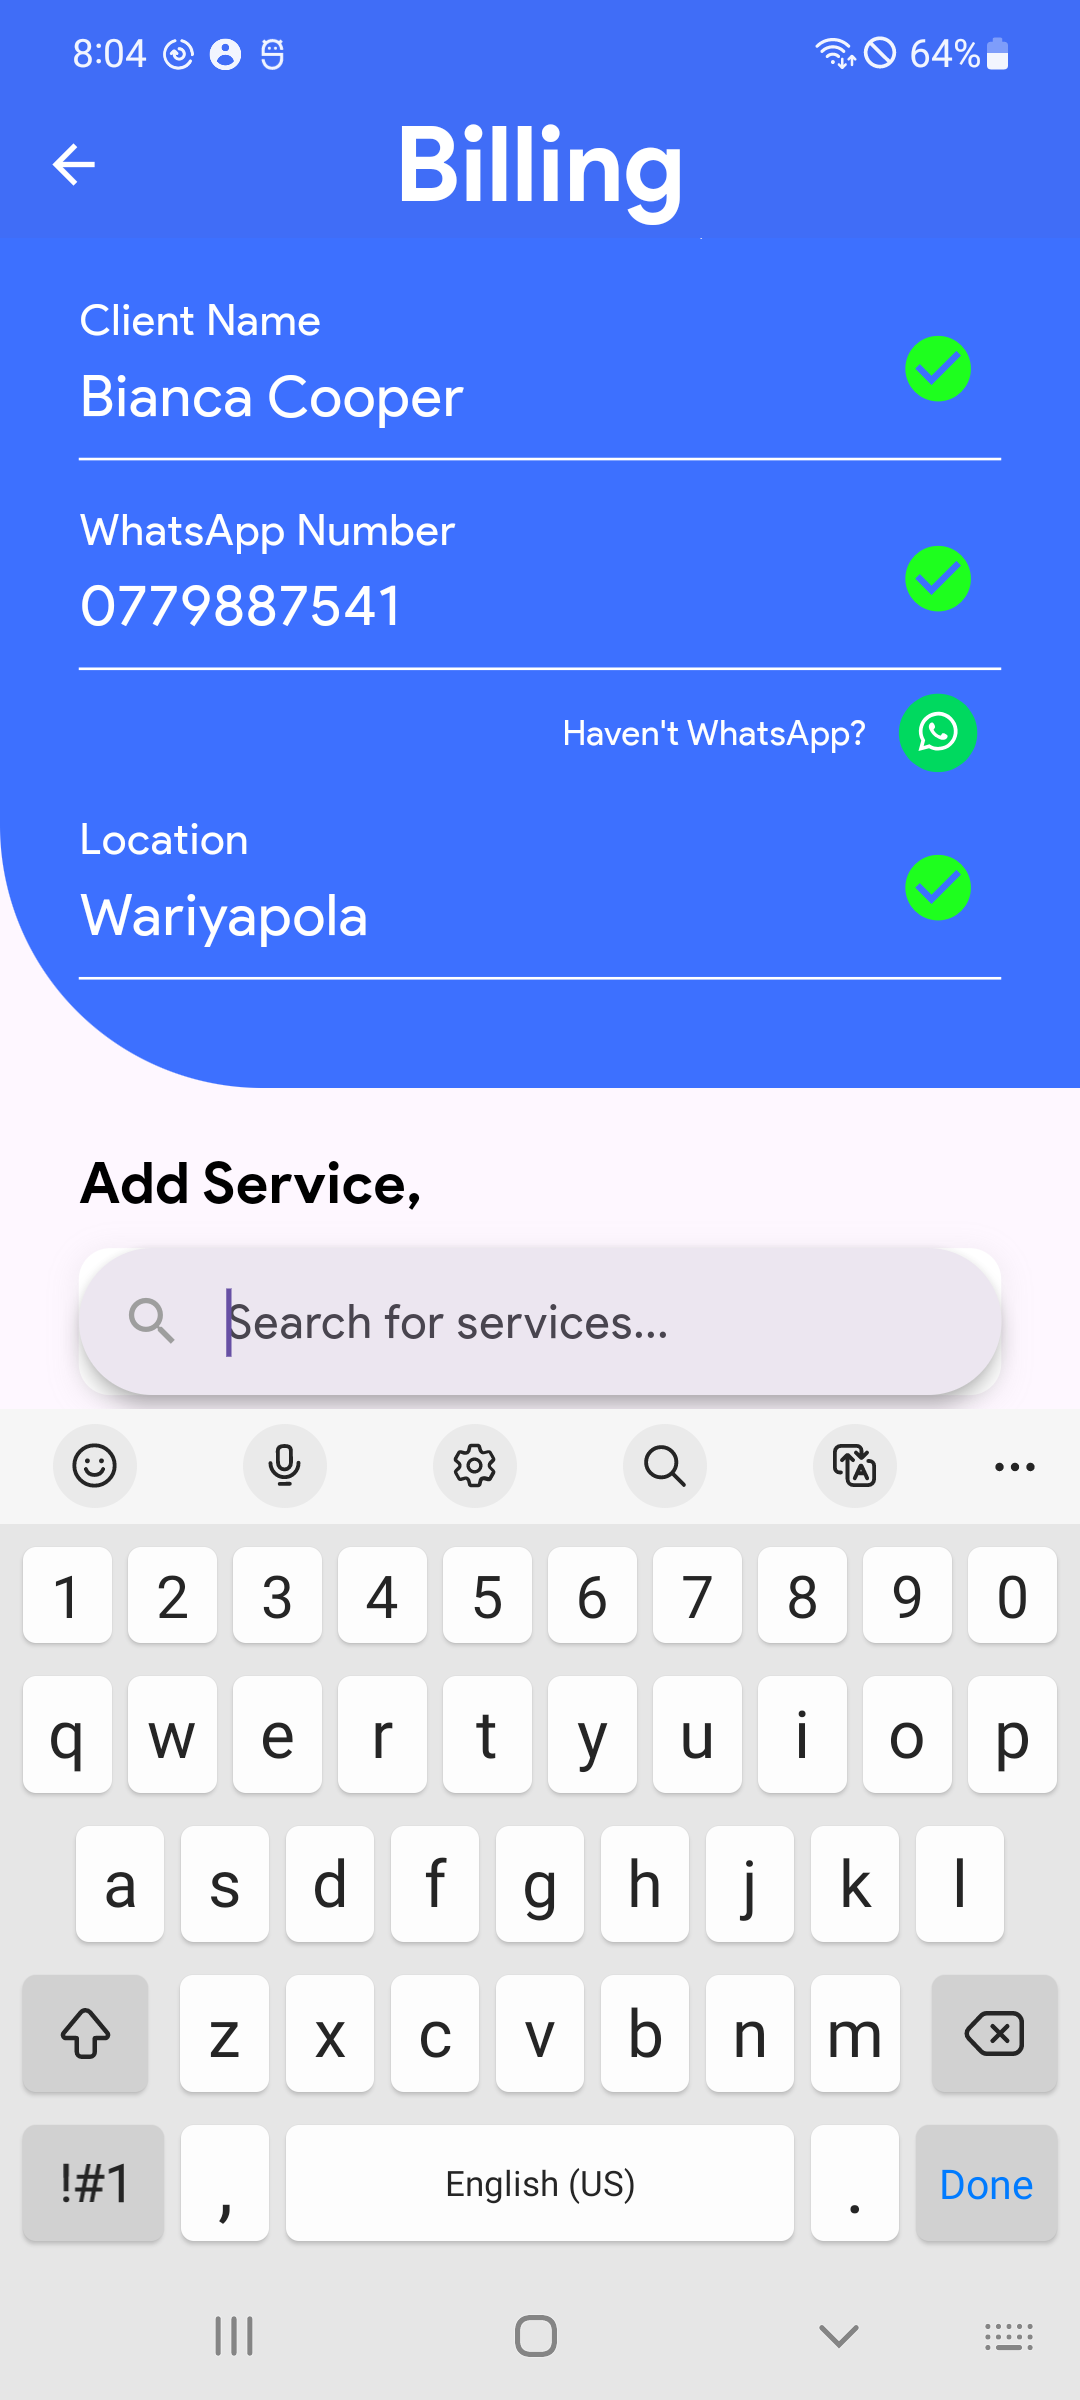 8:04 64%
Billing
Client Name
Bianca Cooper
WhatsApp Number
0779887541
Haven't WhatsApp?
Location
Wariyapola
Add Service,
Search for services...
1 2 3 4 5 6 7 8 9 0
q w e r t y u i o p
a s d f g h j k l
z x c v b n m
!#1 , English (US) . Done